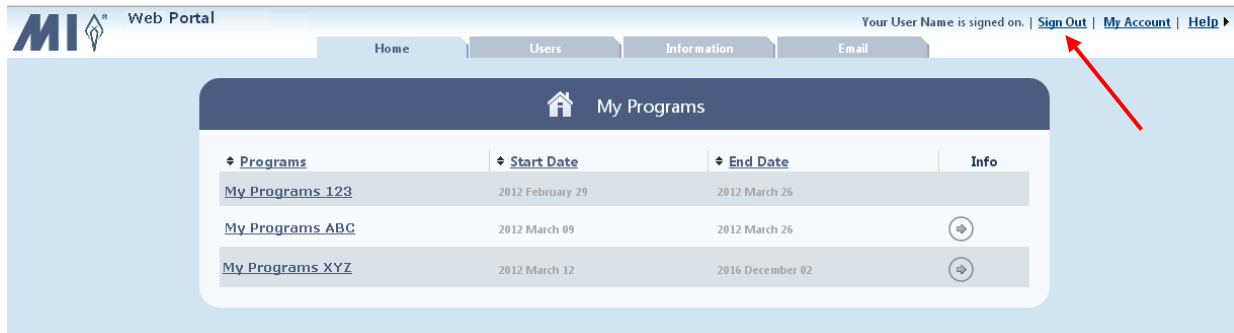 MI® Web Portal
Your User Name is signed on. | Sign Out | My Account | Help
Home Users Information Email
My Programs
Programs Start Date End Date Info
My Programs 123 2012 February 29 2012 March 26
My Programs ABC 2012 March 09 2012 March 26
My Programs XYZ 2012 March 12 2016 December 02